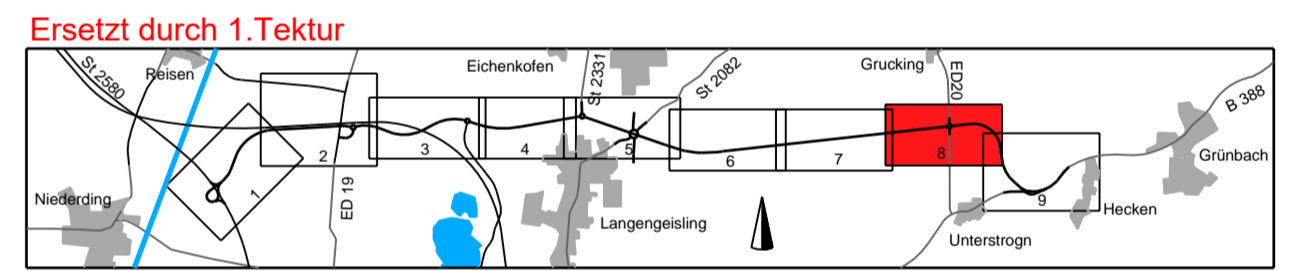 Ersetzt durch 1.Tektur
St 2580
Reisen
Eichenkofen
St 2331
St 2082
Grucking
ED20
B 388
Grünbach
Niederding
1
2
ED 19
3
4
5
6
7
8
9
Langengeisling
Hecken
Unterstrogn